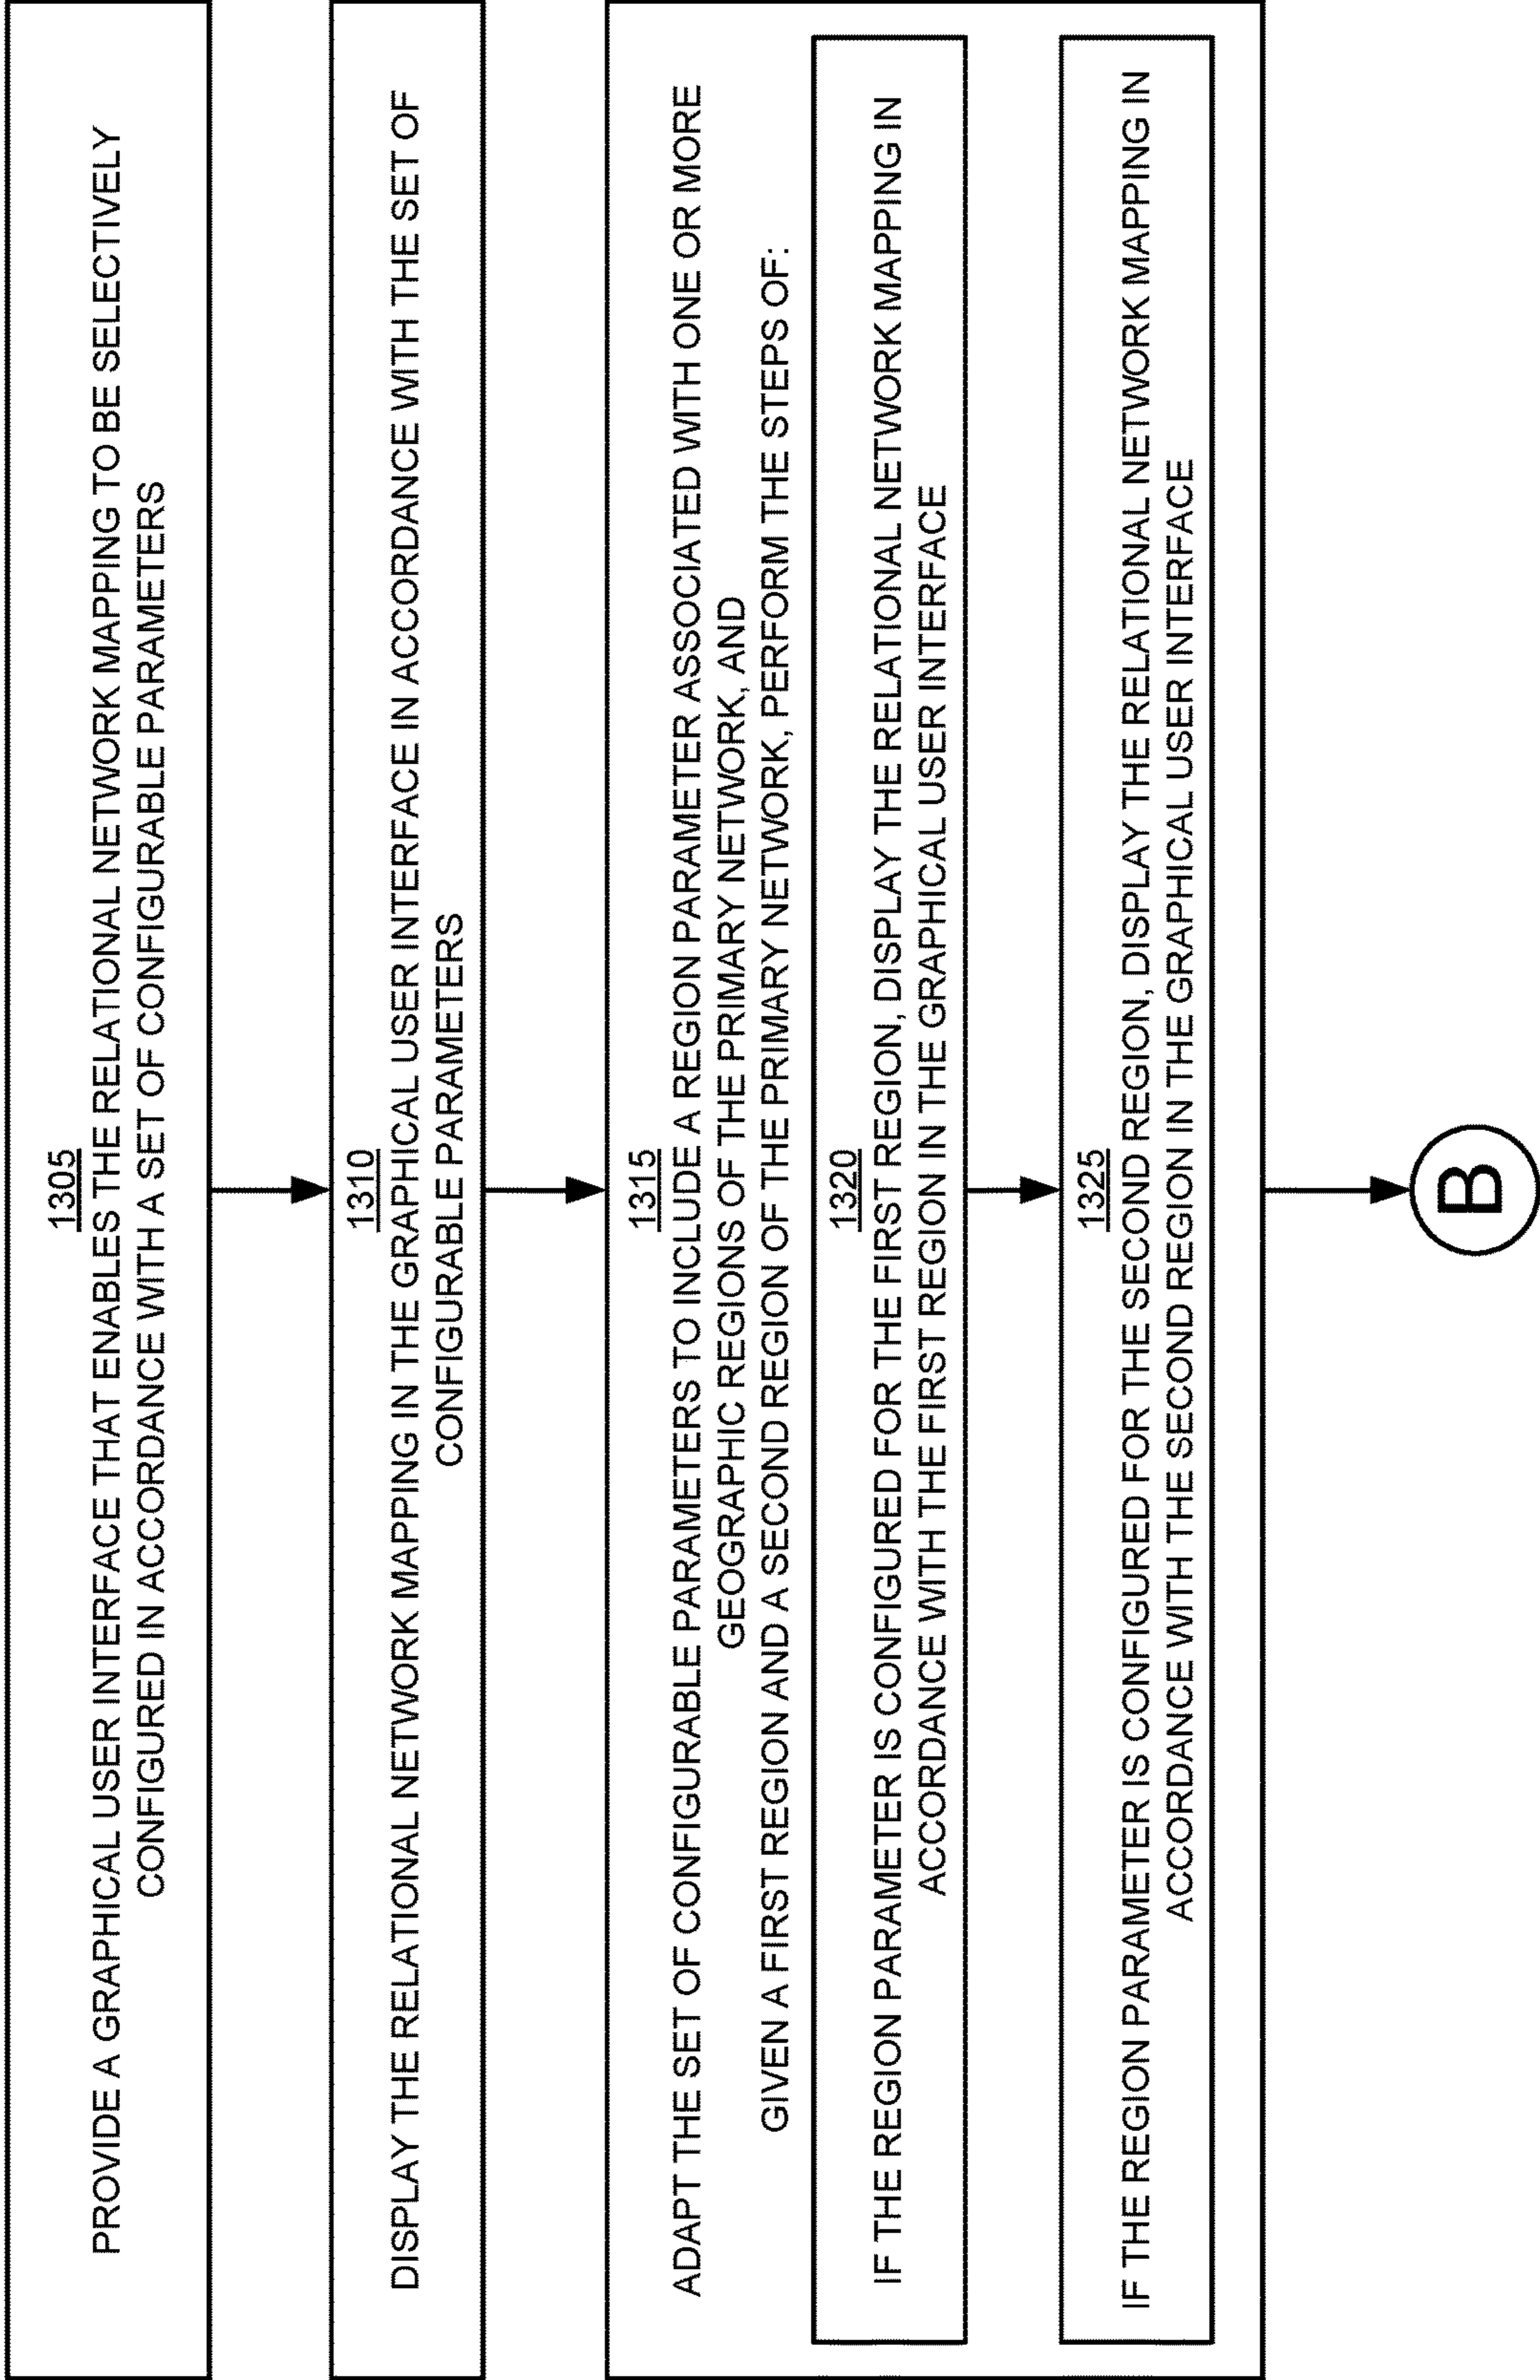 1305
PROVIDE A GRAPHICAL USER INTERFACE THAT ENABLES THE RELATIONAL NETWORK MAPPING TO BE SELECTIVELY
CONFIGURED IN ACCORDANCE WITH A SET OF CONFIGURABLE PARAMETERS
1310
DISPLAY THE RELATIONAL NETWORK MAPPING IN THE GRAPHICAL USER INTERFACE IN ACCORDANCE WITH THE SET OF
CONFIGURABLE PARAMETERS
1315
ADAPT THE SET OF CONFIGURABLE PARAMETERS TO INCLUDE A REGION PARAMETER ASSOCIATED WITH ONE OR MORE
GEOGRAPHIC REGIONS OF THE PRIMARY NETWORK, AND
GIVEN A FIRST REGION AND A SECOND REGION OF THE PRIMARY NETWORK, PERFORM THE STEPS OF:
1320
IF THE REGION PARAMETER IS CONFIGURED FOR THE FIRST REGION, DISPLAY THE RELATIONAL NETWORK MAPPING IN
ACCORDANCE WITH THE FIRST REGION IN THE GRAPHICAL USER INTERFACE
1325
IF THE REGION PARAMETER IS CONFIGURED FOR THE SECOND REGION, DISPLAY THE RELATIONAL NETWORK MAPPING IN
ACCORDANCE WITH THE SECOND REGION IN THE GRAPHICAL USER INTERFACE
B